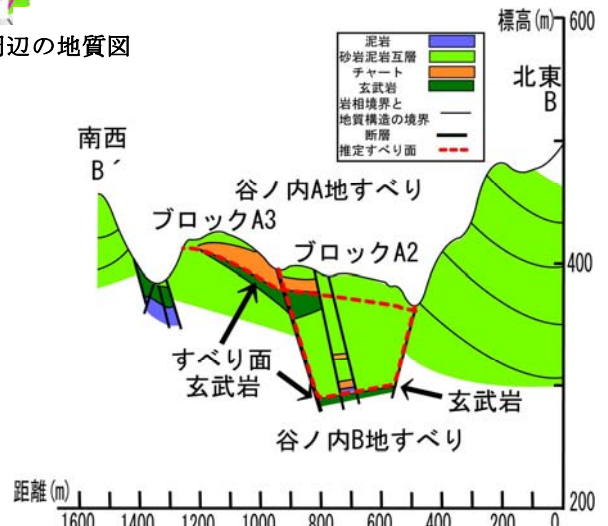 辺の地質図
標高(m)
600
泥岩
砂岩泥岩互層
チャート
玄武岩
岩相境界と
地質構造の境界
断層
推定すべり面
北東
B
南西
B´
谷ノ内A地すべり
ブロックA3
ブロックA2
400
すべり面
玄武岩
玄武岩
谷ノ内B地すべり
距離(m)
200
1600 1400 1200 1000 800 600 400 200 0